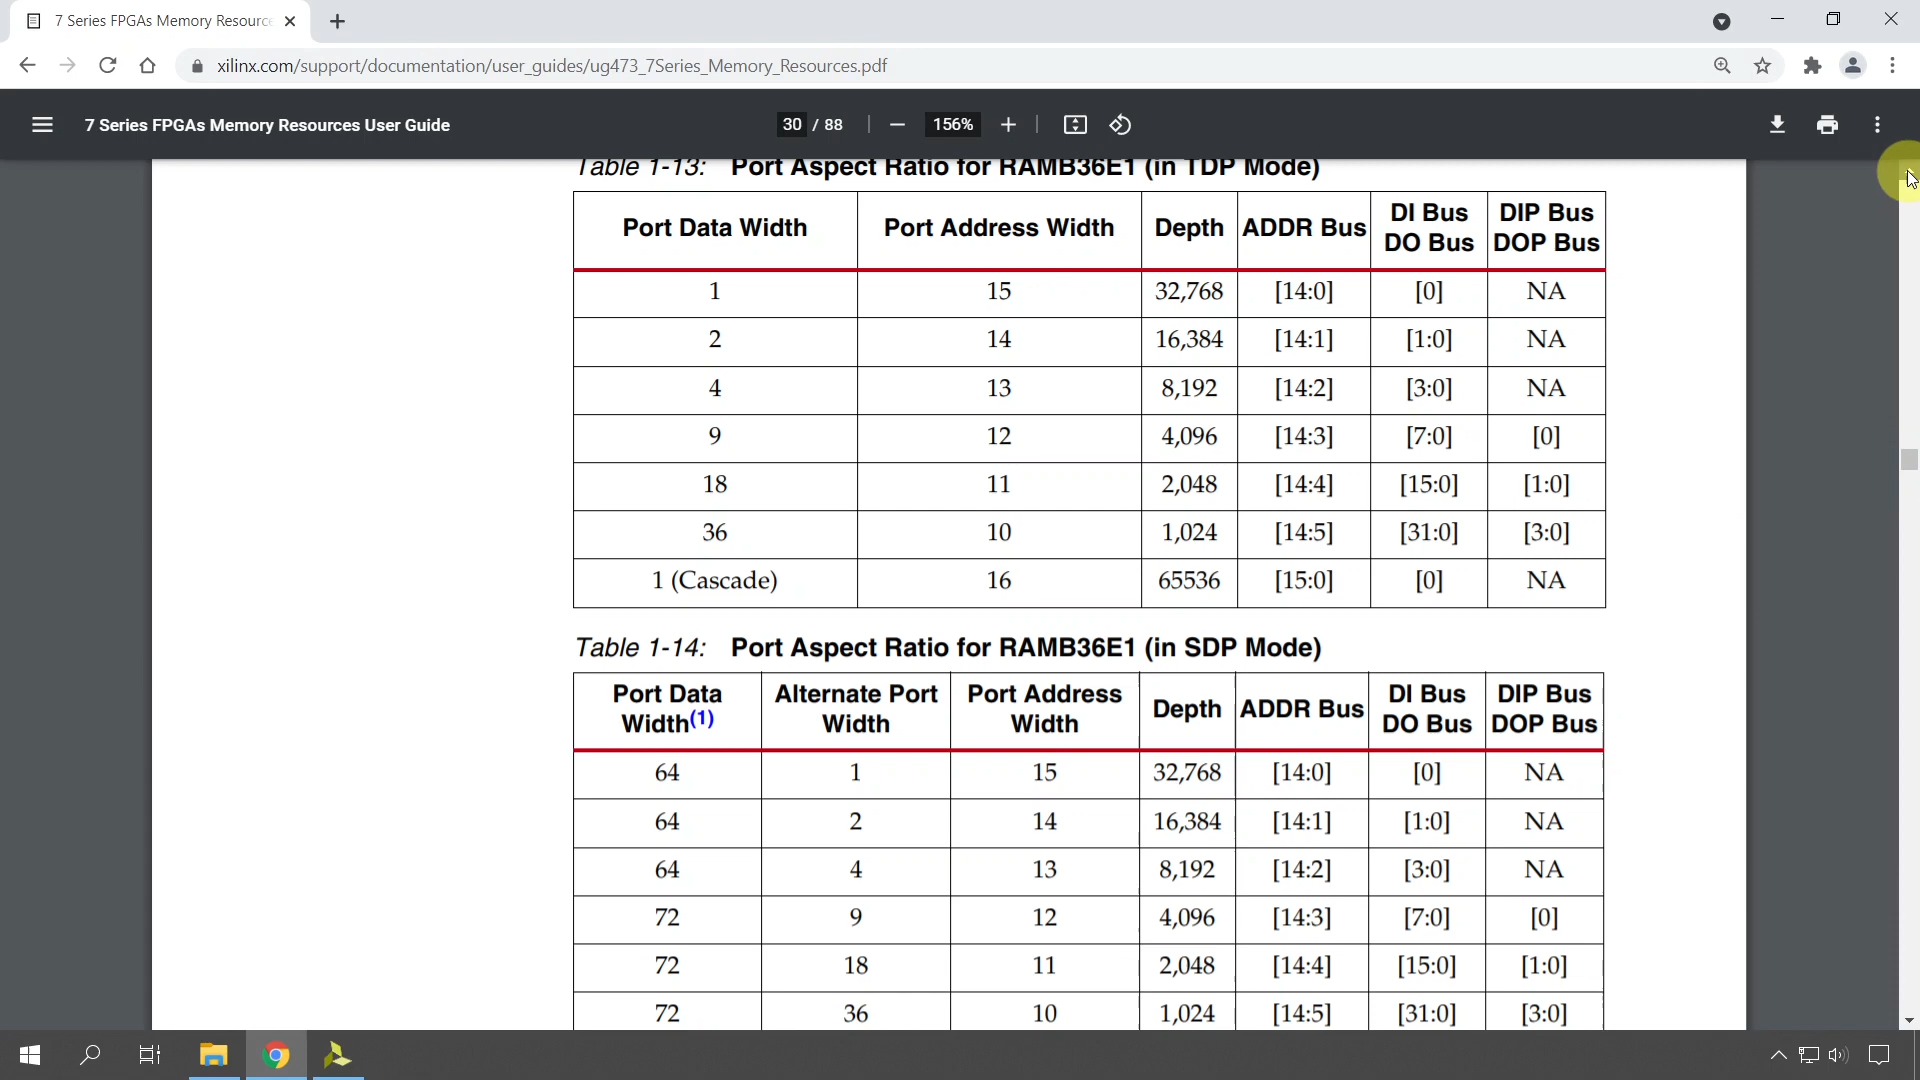 7 Series FPGAs Memory Resource
xilinx.com/support/documentation/user_guides/ug473_7Series_Memory_Resources.pdf
7 Series FPGAs Memory Resources User Guide
30 / 88
156%
Table 1-13: Port Aspect Ratio for RAMB36E1 (in TDP Mode)
Port Data Width Port Address Width Depth ADDR Bus DI Bus DO Bus DIP Bus DOP Bus
1 15 32,768 [14:0] [0] NA
2 14 16,384 [14:1] [1:0] NA
4 13 8,192 [14:2] [3:0] NA
9 12 4,096 [14:3] [7:0] [0]
18 11 2,048 [14:4] [15:0] [1:0]
36 10 1,024 [14:5] [31:0] [3:0]
1 (Cascade) 16 65536 [15:0] [0] NA
Table 1-14: Port Aspect Ratio for RAMB36E1 (in SDP Mode)
Port Data Width(1) Alternate Port Width Port Address Width Depth ADDR Bus DI Bus DO Bus DIP Bus DOP Bus
64 1 15 32,768 [14:0] [0] NA
64 2 14 16,384 [14:1] [1:0] NA
64 4 13 8,192 [14:2] [3:0] NA
72 9 12 4,096 [14:3] [7:0] [0]
72 18 11 2,048 [14:4] [15:0] [1:0]
72 36 10 1,024 [14:5] [31:0] [3:0]